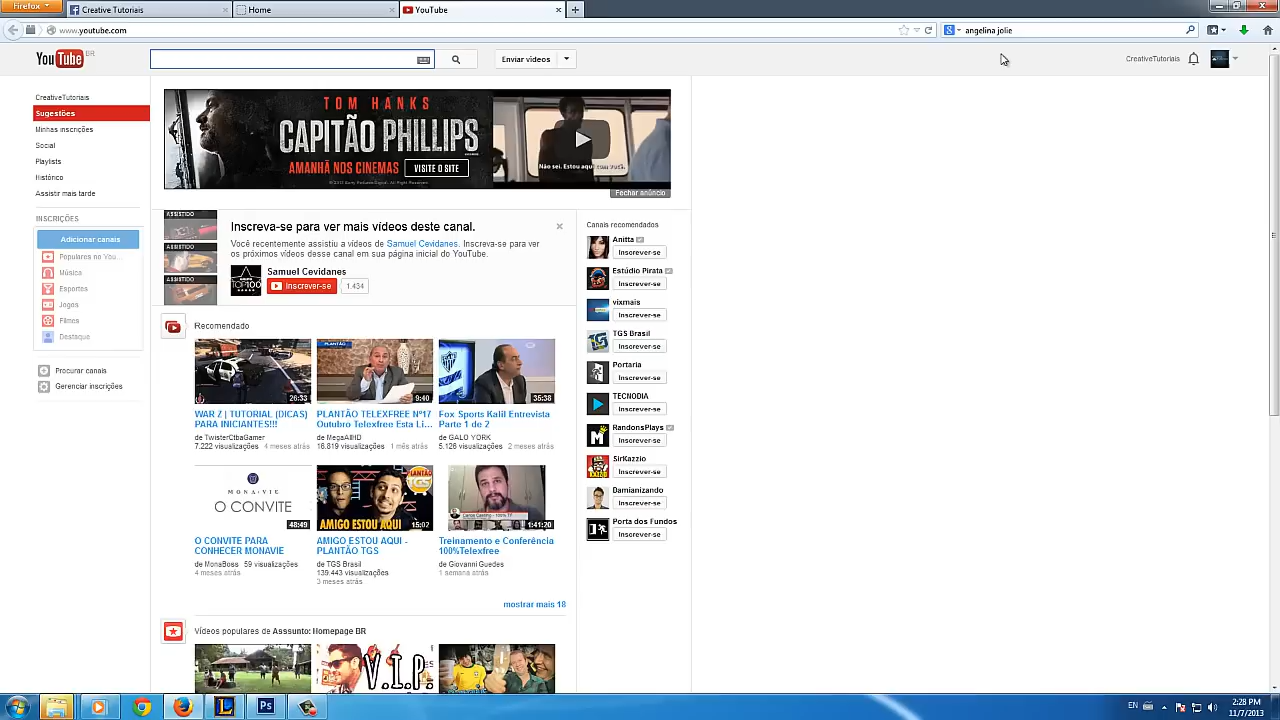 Firefox
Creative Tutoriais
Home
YouTube
www.youtube.com
angelina jolie
YouTube BR
Enviar vídeos
CreativeTutoriais
CreativeTutoriais
Sugestões
Minhas inscrições
Social
Playlists
Histórico
Assistir mais tarde
INSCRIÇÕES
Adicionar canais
Populares no You...
Música
Esportes
Jogos
Filmes
Destaque
Procurar canais
Gerenciar inscrições
TOM HANKS
CAPITÃO PHILLIPS
AMANHÃ NOS CINEMAS
VISITE O SITE
Não sei. Estou aqui com você.
Fechar anúncio
ASSISTIDO
ASSISTIDO
ASSISTIDO
Inscreva-se para ver mais vídeos deste canal.
Você recentemente assistiu a vídeos de Samuel Cevidanes. Inscreva-se para ver
os próximos vídeos desse canal em sua página inicial do YouTube.
TOP100
Samuel Cevidanes
Inscrever-se
1.434
Recomendado
26:33
PLANTÃO
9:40
35:38
WAR Z | TUTORIAL (DICAS)
PARA INICIANTES!!!
de TwisterCtbaGamer
7.222 visualizações 4 meses atrás
PLANTÃO TELEXFREE Nº17
Outubro Telexfree Esta Li...
de MegaAllHD
16.819 visualizações 1 mês atrás
Fox Sports Kalil Entrevista
Parte 1 de 2
de GALO YORK
5.126 visualizações 2 meses atrás
MONAVIE
O CONVITE
48:49
PLANTÃO
TGS
AMIGO ESTOU AQUI
15:02
1:41:20
O CONVITE PARA
CONHECER MONAVIE
de MonaBoss 59 visualizações
4 meses atrás
AMIGO ESTOU AQUI -
PLANTÃO TGS
de TGS Brasil
139.443 visualizações
3 meses atrás
Treinamento e Conferência
100%Telexfree
de Giovanni Guedes
1 semana atrás
mostrar mais 18
Vídeos populares de Asssunto: Homepage BR
V.I.P.
Canais recomendados
Anitta
Inscrever-se
Estúdio Pirata
Inscrever-se
vixmais
Inscrever-se
TGS Brasil
Inscrever-se
Portaria
Inscrever-se
TECNODIA
Inscrever-se
RandonsPlays
Inscrever-se
SirKazzio
Inscrever-se
Damianizando
Inscrever-se
Porta dos Fundos
Inscrever-se
Ps
EN
2:28 PM
11/7/2013